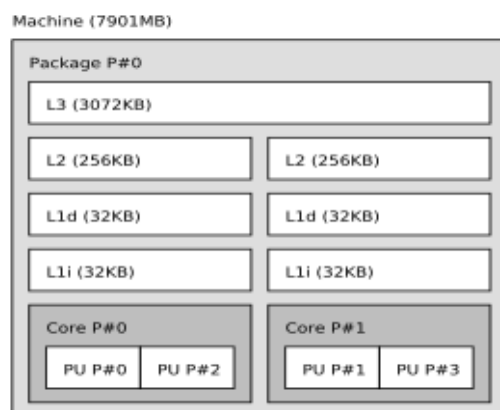 Machine (7901MB)
Package P#0
L3 (3072KB)
L2 (256KB) L2 (256KB)
L1d (32KB) L1d (32KB)
L1i (32KB) L1i (32KB)
Core P#0 Core P#1
PU P#0 PU P#2 PU P#1 PU P#3